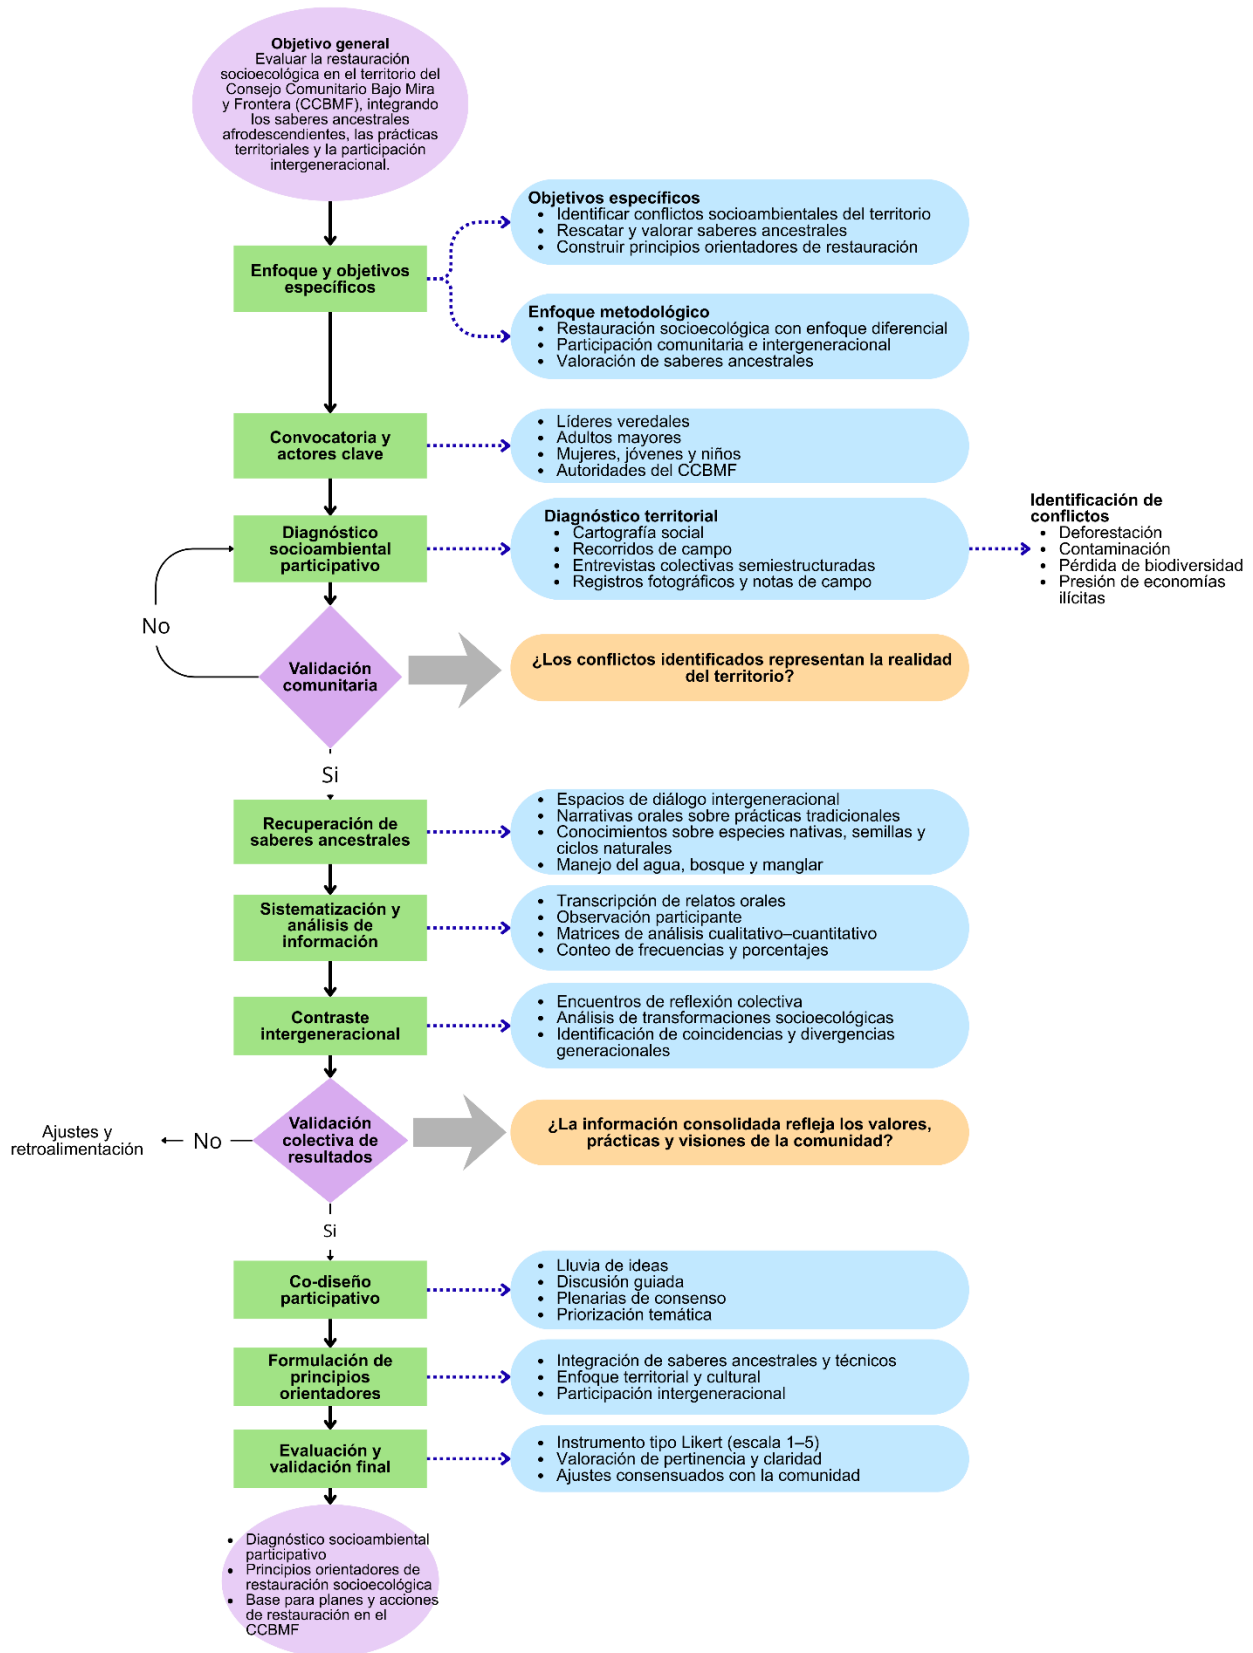 Objetivo general
Evaluar la restauración
socioecológica en el territorio del
Consejo Comunitario Bajo Mira
y Frontera (CCBMF), integrando
los saberes ancestrales
afrodescendientes, las prácticas
territoriales y la participación
intergeneracional.
Enfoque y objetivos
específicos
Objetivos específicos
• Identificar conflictos socioambientales del territorio
• Rescatar y valorar saberes ancestrales
• Construir principios orientadores de restauración
Enfoque metodológico
• Restauración socioecológica con enfoque diferencial
• Participación comunitaria e intergeneracional
• Valoración de saberes ancestrales
Convocatoria y
actores clave
• Líderes veredales
• Adultos mayores
• Mujeres, jóvenes y niños
• Autoridades del CCBMF
Diagnóstico
socioambiental
participativo
Diagnóstico territorial
• Cartografía social
• Recorridos de campo
• Entrevistas colectivas semiestructuradas
• Registros fotográficos y notas de campo
Identificación de
conflictos
• Deforestación
• Contaminación
• Pérdida de biodiversidad
• Presión de economías
ilícitas
No
Validación
comunitaria
¿Los conflictos identificados representan la realidad
del territorio?
Si
Recuperación de
saberes ancestrales
• Espacios de diálogo intergeneracional
• Narrativas orales sobre prácticas tradicionales
• Conocimientos sobre especies nativas, semillas y
ciclos naturales
• Manejo del agua, bosque y manglar
Sistematización y
análisis de
información
• Transcripción de relatos orales
• Observación participante
• Matrices de análisis cualitativo–cuantitativo
• Conteo de frecuencias y porcentajes
Contraste
intergeneracional
• Encuentros de reflexión colectiva
• Análisis de transformaciones socioecológicas
• Identificación de coincidencias y divergencias
generacionales
Validación
colectiva de
resultados
¿La información consolidada refleja los valores,
prácticas y visiones de la comunidad?
No
Ajustes y
retroalimentación
Si
Co-diseño
participativo
• Lluvia de ideas
• Discusión guiada
• Plenarias de consenso
• Priorización temática
Formulación de
principios
orientadores
• Integración de saberes ancestrales y técnicos
• Enfoque territorial y cultural
• Participación intergeneracional
Evaluación y
validación final
• Instrumento tipo Likert (escala 1–5)
• Valoración de pertinencia y claridad
• Ajustes consensuados con la comunidad
• Diagnóstico socioambiental
participativo
• Principios orientadores de
restauración socioecológica
• Base para planes y acciones
de restauración en el
CCBMF